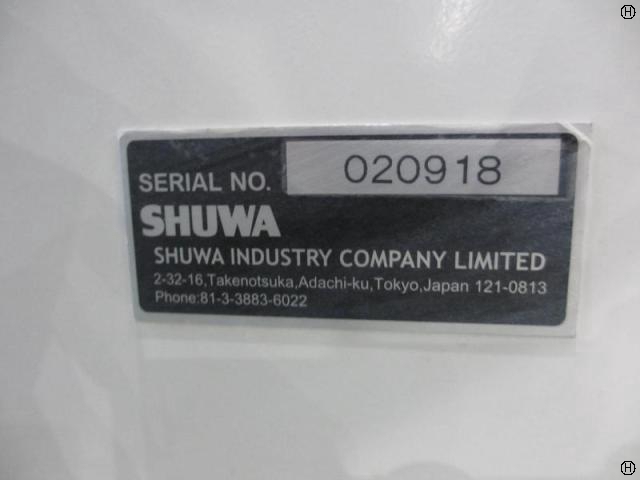 SERIAL NO. 020918
SHUWA
SHUWA INDUSTRY COMPANY LIMITED
2-32-16,Takenotsuka,Adachi-ku,Tokyo,Japan 121-0813
Phone:81-3-3883-6022